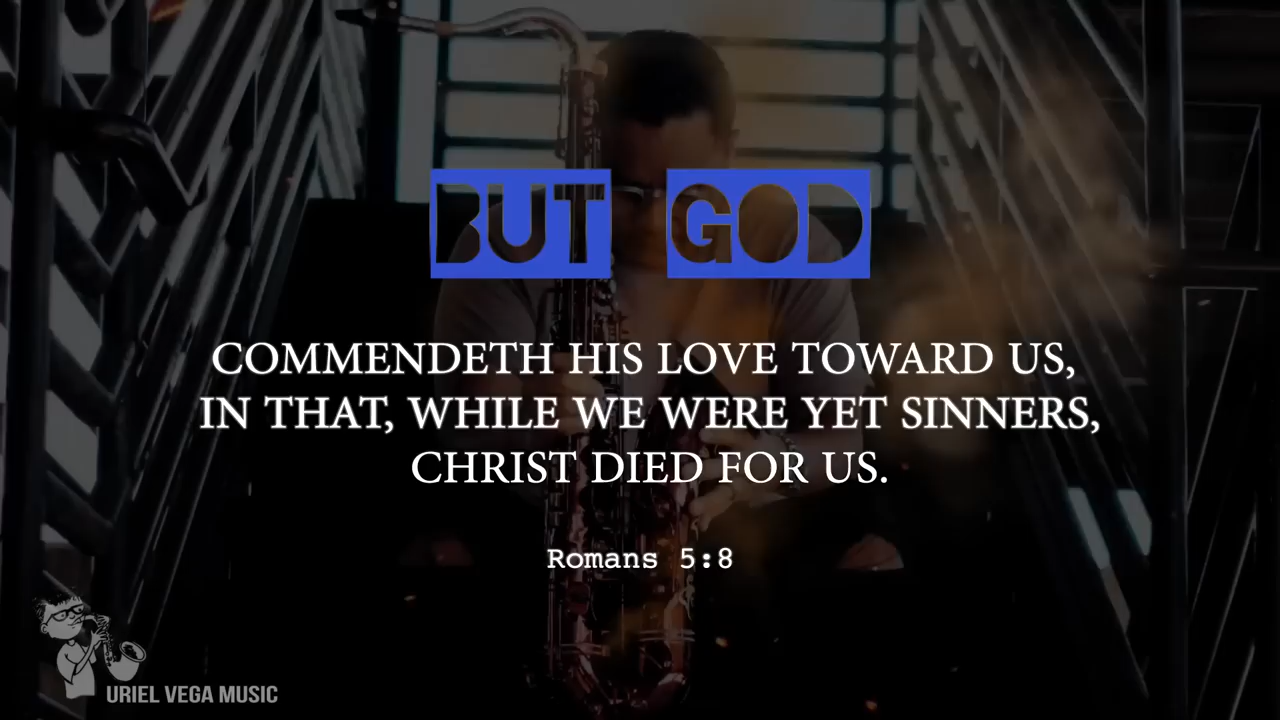 BUT GOD
COMMENDETH HIS LOVE TOWARD US,
IN THAT, WHILE WE WERE YET SINNERS,
CHRIST DIED FOR US.
Romans 5:8
URIEL VEGA MUSIC